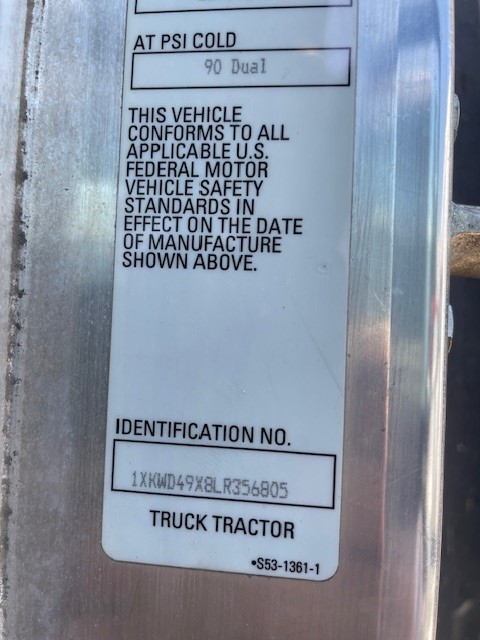 AT PSI COLD
90 Dual
THIS VEHICLE
CONFORMS TO ALL
APPLICABLE U.S.
FEDERAL MOTOR
VEHICLE SAFETY
STANDARDS IN
EFFECT ON THE DATE
OF MANUFACTURE
SHOWN ABOVE.
IDENTIFICATION NO.
1XKWD49X8LR356805
TRUCK TRACTOR
•S53-1361-1